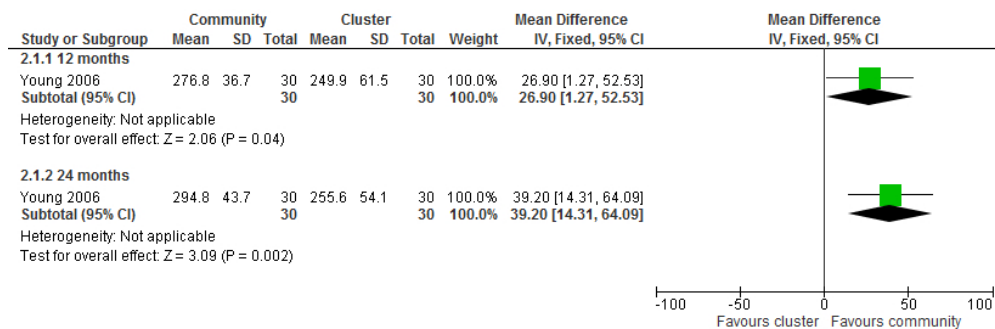 Community Cluster Mean Difference Mean Difference
Study or Subgroup Mean SD Total Mean SD Total Weight IV, Fixed, 95% CI IV, Fixed, 95% CI
2.1.1 12 months
Young 2006 276.8 36.7 30 249.9 61.5 30 100.0% 26.90 [1.27, 52.53]
Subtotal (95% CI) 30 30 100.0% 26.90 [1.27, 52.53]
Heterogeneity: Not applicable
Test for overall effect: Z = 2.06 (P = 0.04)
2.1.2 24 months
Young 2006 294.8 43.7 30 255.6 54.1 30 100.0% 39.20 [14.31, 64.09]
Subtotal (95% CI) 30 30 100.0% 39.20 [14.31, 64.09]
Heterogeneity: Not applicable
Test for overall effect: Z = 3.09 (P = 0.002)
-100 -50 0 50 100
Favours cluster Favours community